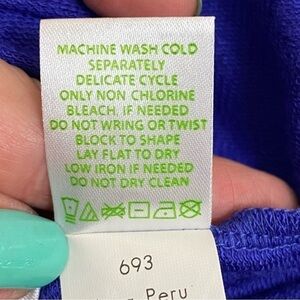 MACHINE WASH COLD
SEPARATELY
DELICATE CYCLE
ONLY NON CHLORINE
BLEACH, IF NEEDED
DO NOT WRING OR TWIST
BLOCK TO SHAPE
LAY FLAT TO DRY
LOW IRON IF NEEDED
DO NOT DRY CLEAN
693
Peru